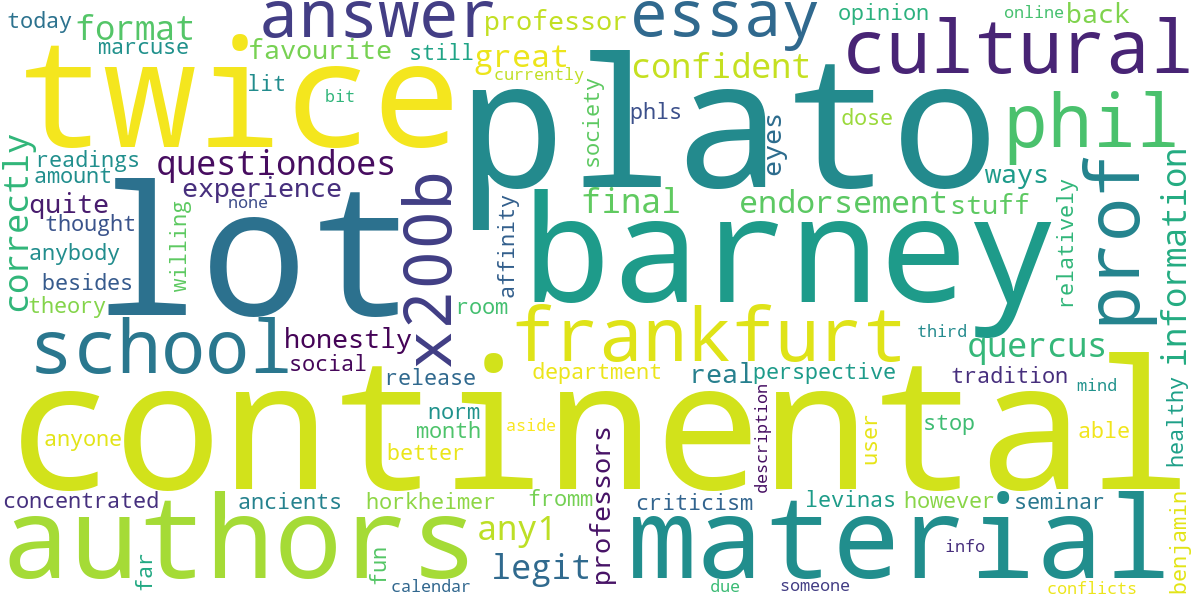 today
format
answer
professor
essay
opinion
online
back
marcuse
favourite
still
great
currently
confident
cultural
twice
lit
bit
plato
society
phls
eyes
dose
phil
correctly
readings
amount
questiondoes
experience
none
quite
thought
anybody
besides
theory
willing
lot
x200b
affinity
final
endorsement
stuff
ways
relatively
prof
information
barney
room
school
honestly
social
frankfurt
third
quercus
release
department
real
perspective
tradition
mind
healthy
continental
anyone
norm
month
better
aside
professors
description
user
stop
able
concentrated
ancients
horkheimer
fromm
criticism
levinas
however
seminar
authors
any1
legit
material
info
benjamin
far
fun
calendar
due
someone
conflicts